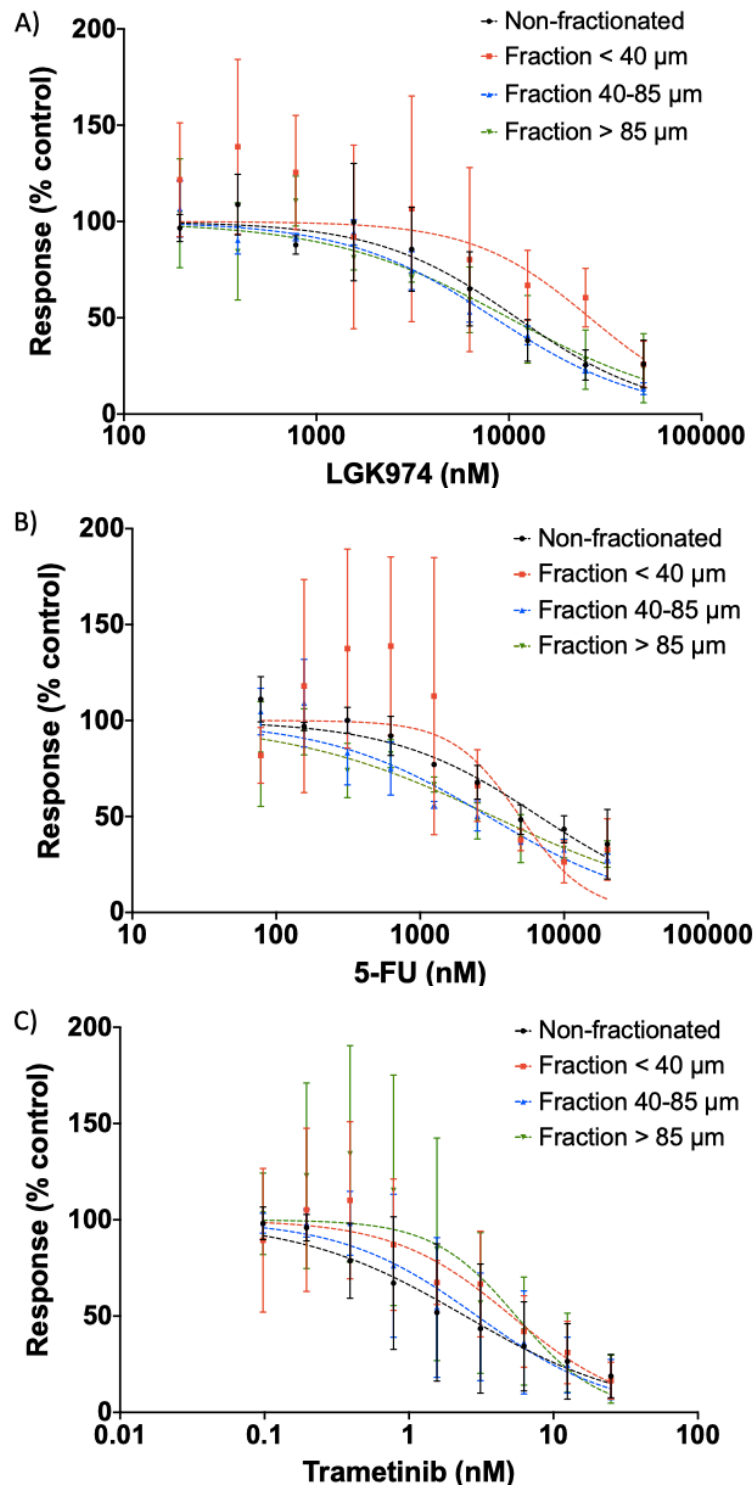 A)
Non-fractionated
Fraction < 40 µm
Fraction 40-85 µm
Fraction > 85 µm
Response (% control)
200
150
100
50
0
100 1000 10000 100000
LGK974 (nM)
B)
Non-fractionated
Fraction < 40 µm
Fraction 40-85 µm
Fraction > 85 µm
Response (% control)
200
150
100
50
0
10 100 1000 10000 100000
5-FU (nM)
C)
Non-fractionated
Fraction < 40 µm
Fraction 40-85 µm
Fraction > 85 µm
Response (% control)
200
150
100
50
0
0.01 0.1 1 10 100
Trametinib (nM)